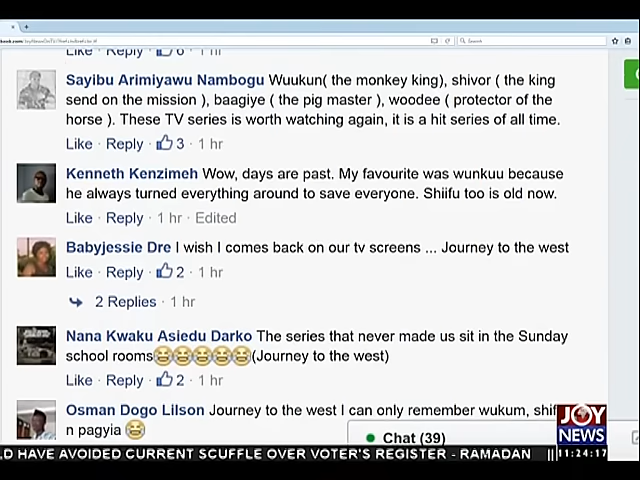 Search
Like · Reply · 6 · 1 hr
Sayibu Arimiyawu Nambogu Wuukun( the monkey king), shivor ( the king
send on the mission ), baagiye ( the pig master ), woodee ( protector of the
horse ). These TV series is worth watching again, it is a hit series of all time.
Like · Reply · 3 · 1 hr
Kenneth Kenzimeh Wow, days are past. My favourite was wunkuu because
he always turned everything around to save everyone. Shiifu too is old now.
Like · Reply · 1 hr · Edited
Babyjessie Dre I wish I comes back on our tv screens ... Journey to the west
Like · Reply · 2 · 1 hr
2 Replies · 1 hr
Nana Kwaku Asiedu Darko The series that never made us sit in the Sunday
school rooms😂😂😂😂😂(Journey to the west)
Like · Reply · 2 · 1 hr
Osman Dogo Lilson Journey to the west I can only remember wukum, shif
n pagyia 😂
Chat (39)
JOY
NEWS
LD HAVE AVOIDED CURRENT SCUFFLE OVER VOTER'S REGISTER - RAMADAN
11:24:17